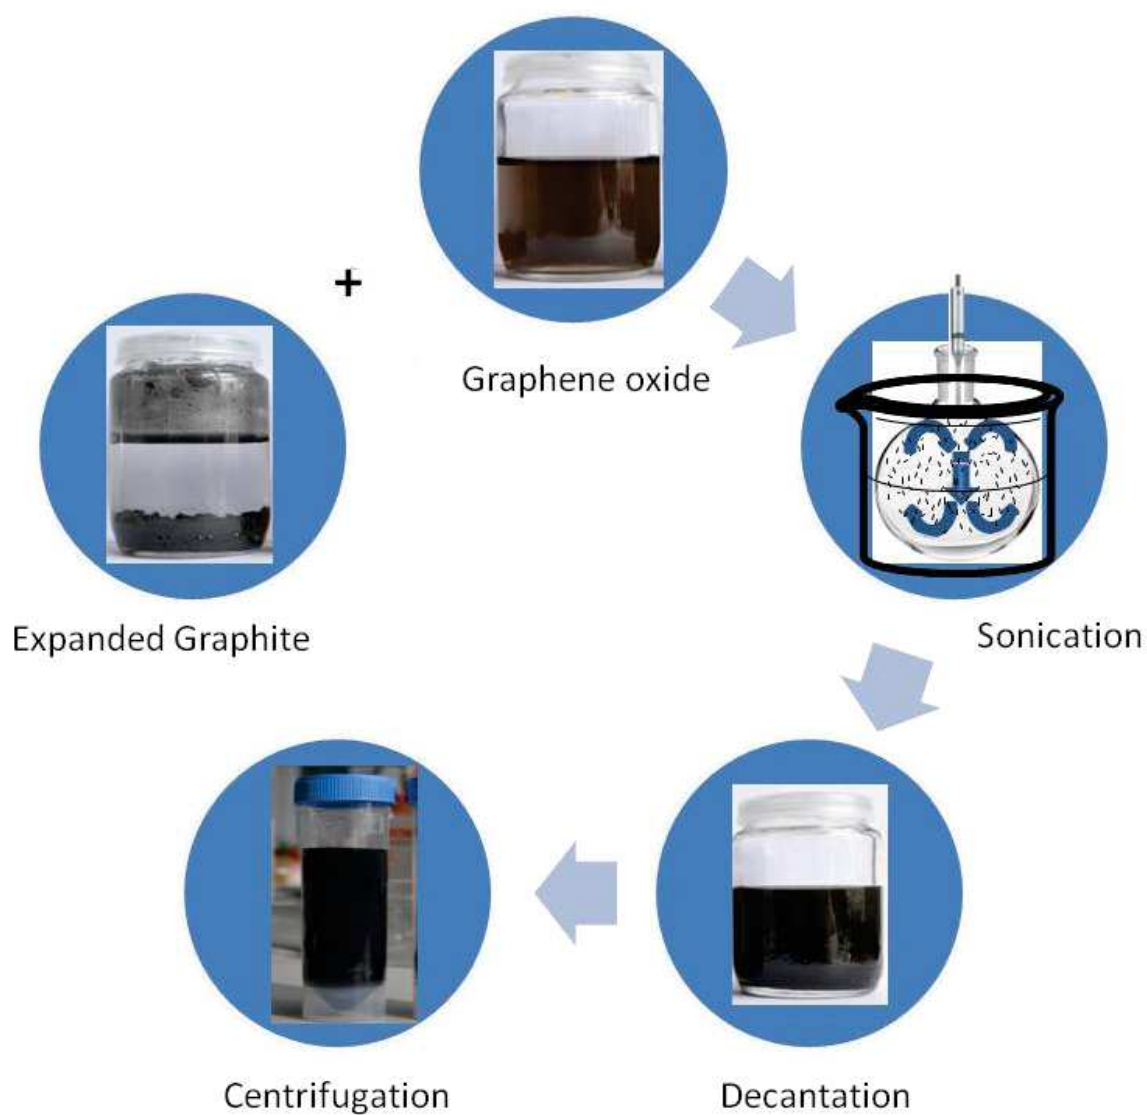 +
Graphene oxide
Expanded Graphite
Sonication
Centrifugation
Decantation